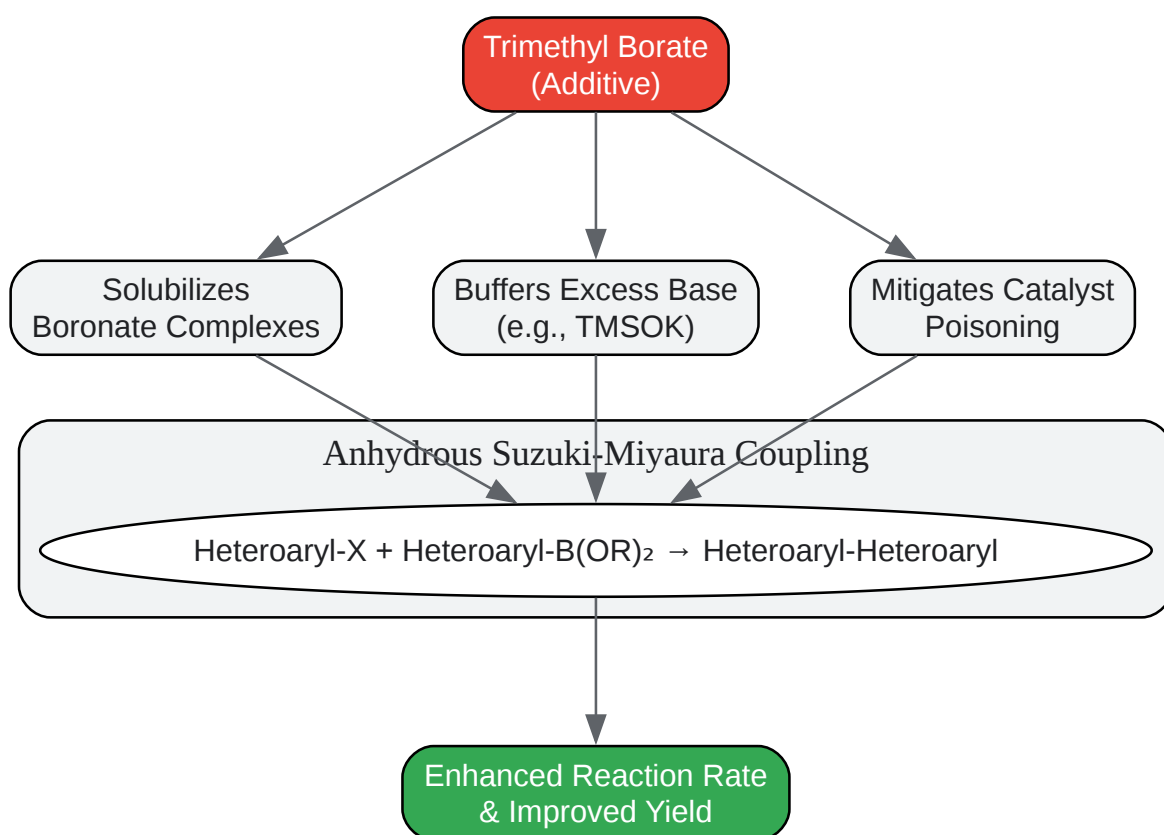 Trimethyl Borate
(Additive)
Solubilizes
Boronate Complexes
Buffers Excess Base
(e.g., TMSOK)
Mitigates Catalyst
Poisoning
Anhydrous Suzuki-Miyaura Coupling
Heteroaryl-X + Heteroaryl-B(OR)₂ → Heteroaryl-Heteroaryl
Enhanced Reaction Rate
& Improved Yield